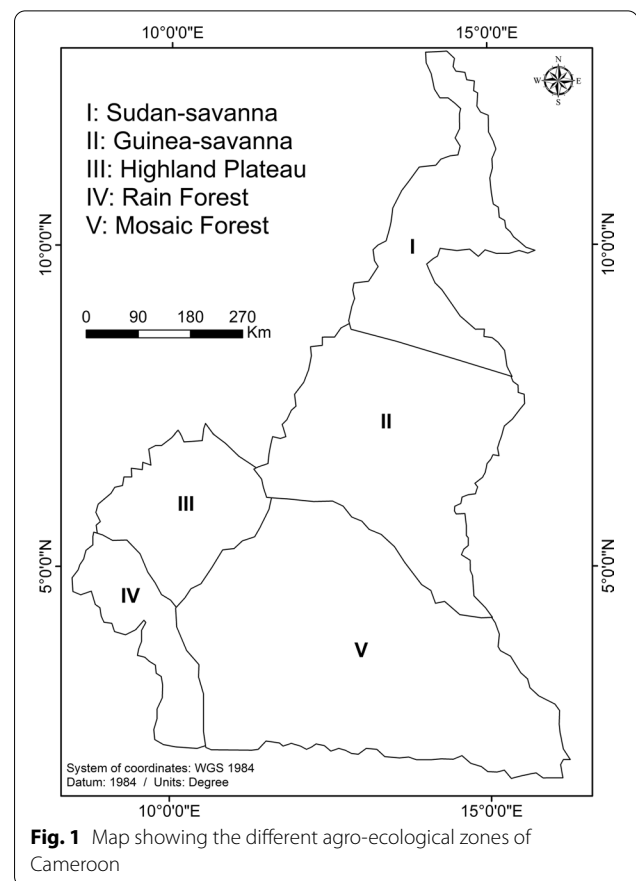 10°0'0"E 15°0'0"E
N
W E
S
I: Sudan-savanna
II: Guinea-savanna
III: Highland Plateau
IV: Rain Forest
V: Mosaic Forest
10°0'0"N 10°0'0"N
I
0 90 180 270
Km
II
III
5°0'0"N 5°0'0"N
IV
V
System of coordinates: WGS 1984
Datum: 1984 / Units: Degree
10°0'0"E 15°0'0"E
Fig. 1 Map showing the different agro-ecological zones of
Cameroon